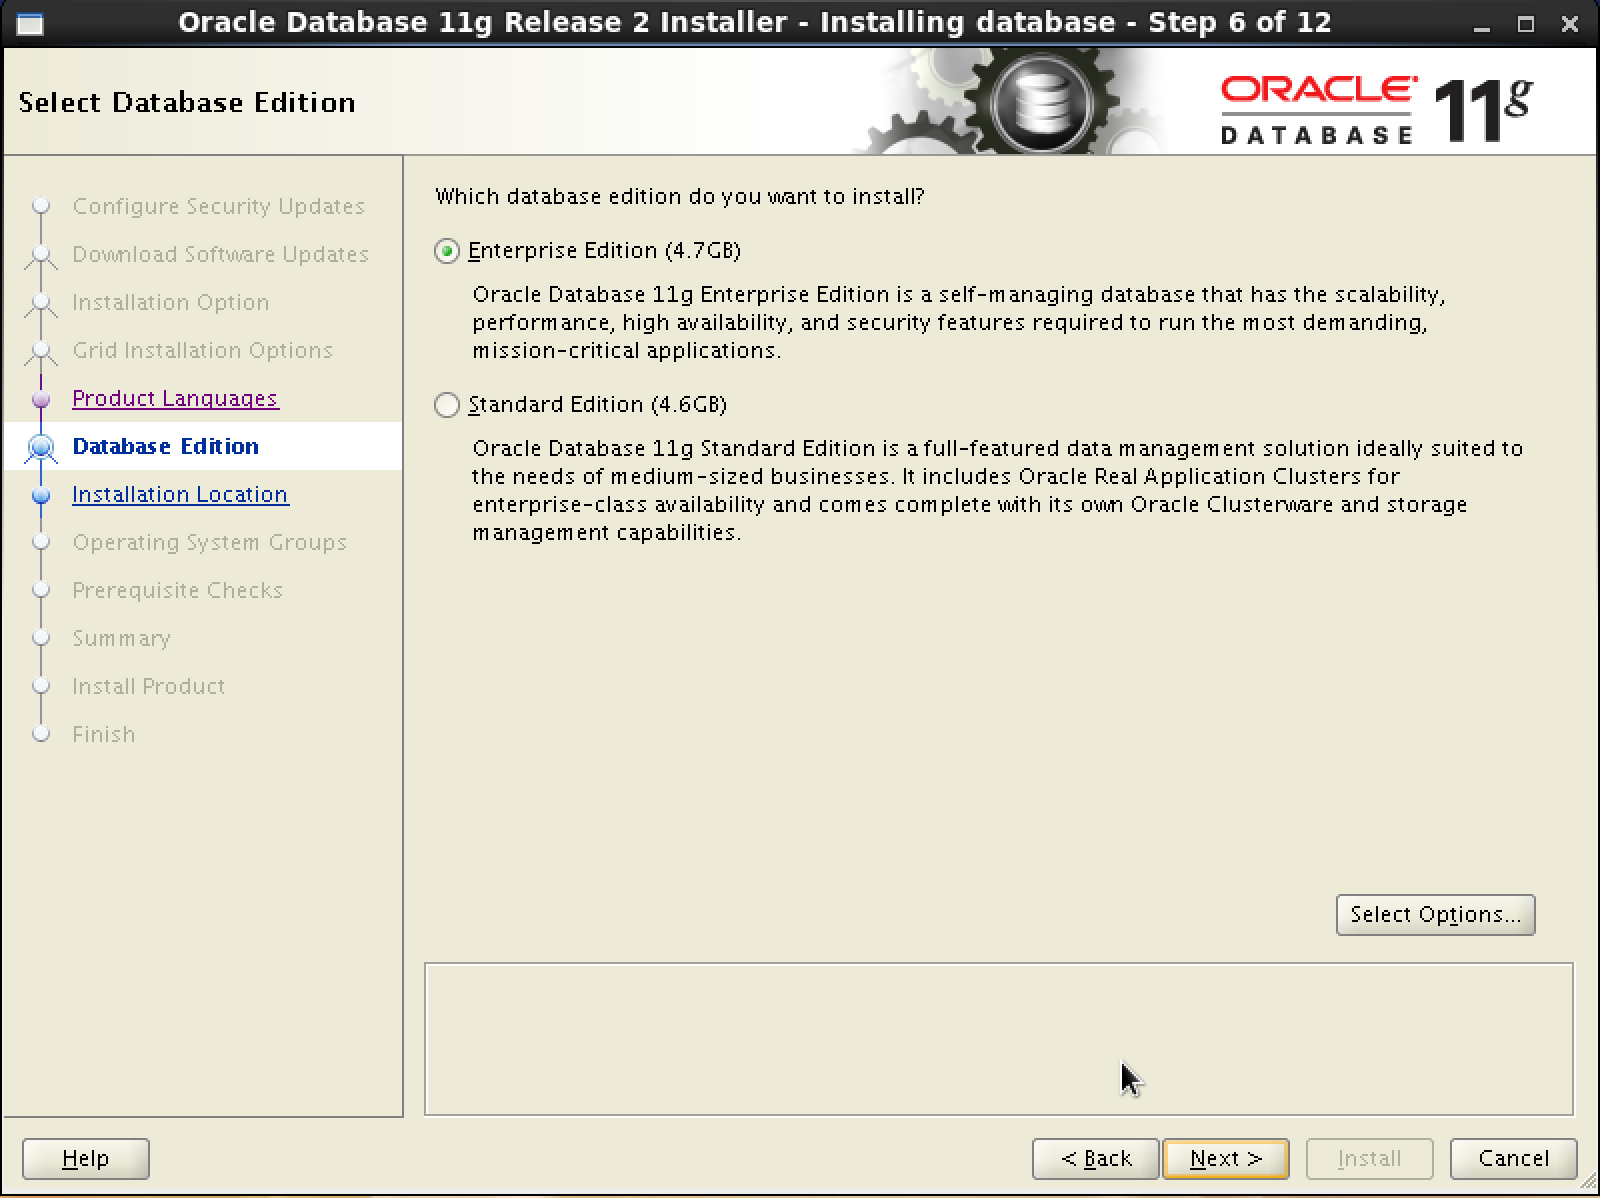 Oracle Database 11g Release 2 Installer - Installing database - Step 6 of 12
Select Database Edition
ORACLE
DATABASE
11g
Configure Security Updates
Download Software Updates
Installation Option
Grid Installation Options
Product Languages
Database Edition
Installation Location
Operating System Groups
Prerequisite Checks
Summary
Install Product
Finish
Which database edition do you want to install?
Enterprise Edition (4.7GB)
Oracle Database 11g Enterprise Edition is a self-managing database that has the scalability,
performance, high availability, and security features required to run the most demanding,
mission-critical applications.
Standard Edition (4.6GB)
Oracle Database 11g Standard Edition is a full-featured data management solution ideally suited to
the needs of medium-sized businesses. It includes Oracle Real Application Clusters for
enterprise-class availability and comes complete with its own Oracle Clusterware and storage
management capabilities.
Select Options...
Help
< Back
Next >
Install
Cancel